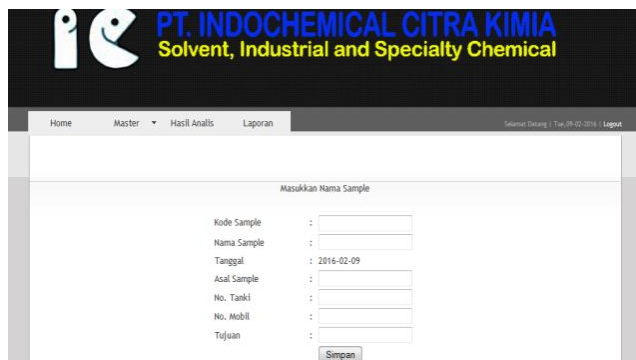 PT. INDOCHEMICAL CITRA KIMIA
Solvent, Industrial and Specialty Chemical
Home Master Hasil Analis Laporan Selamat Datang | Tue,09-02-2016 | Logout
Masukkan Nama Sample
Kode Sample :
Nama Sample :
Tanggal : 2016-02-09
Asal Sample :
No. Tanki :
No. Mobil :
Tujuan :
Simpan